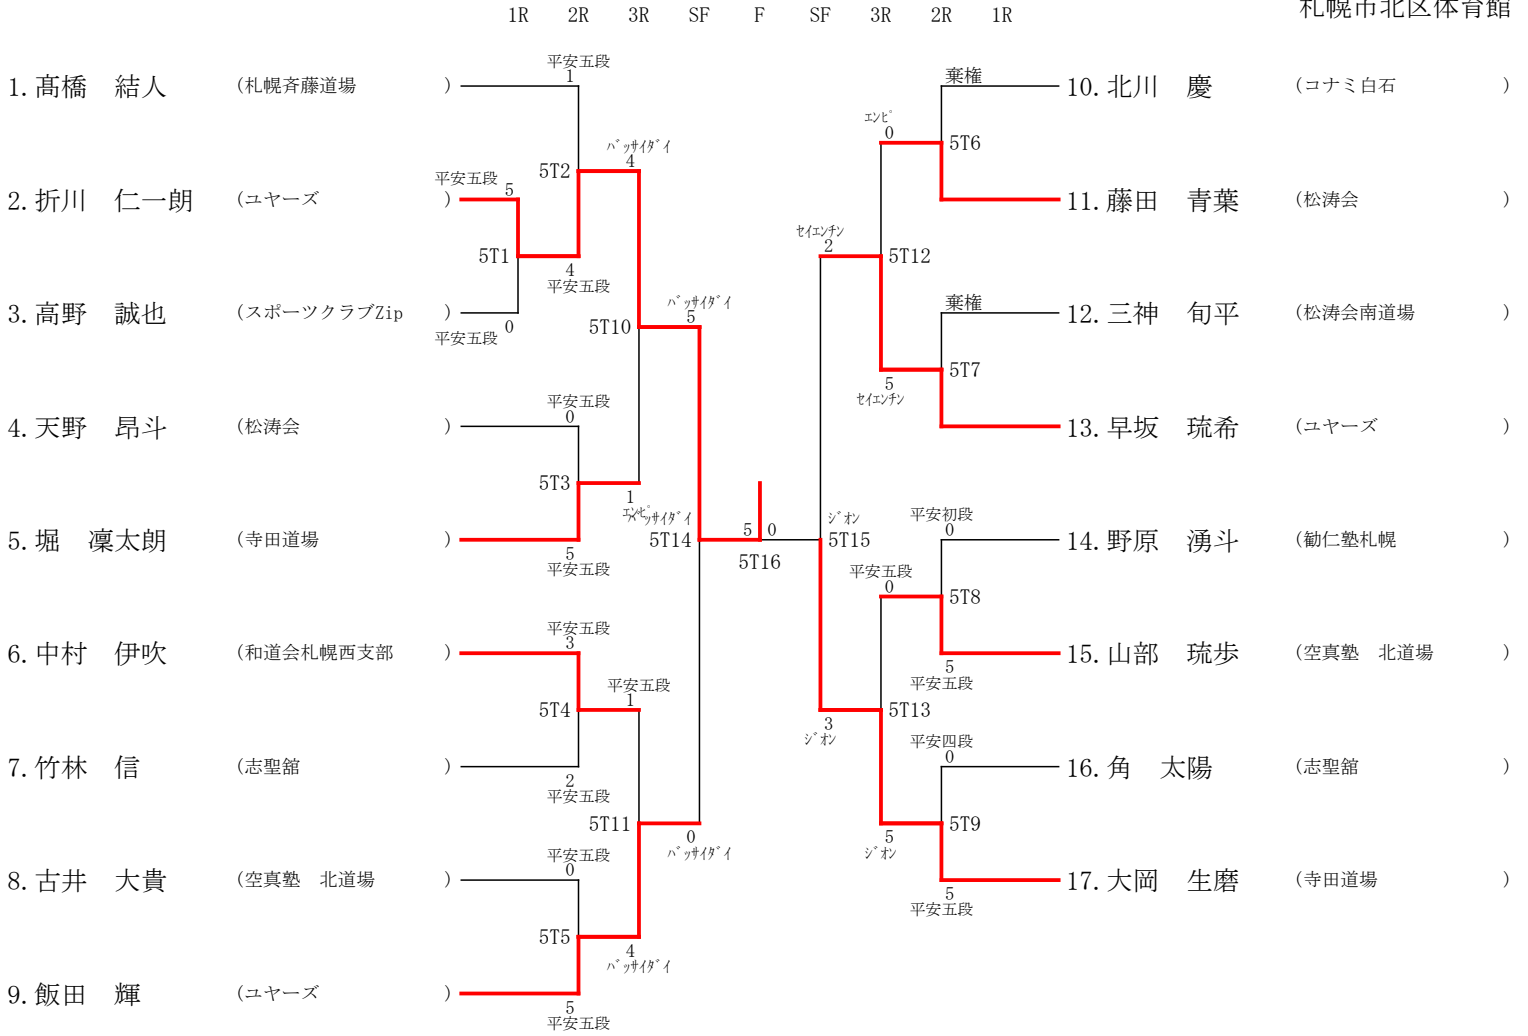 札幌市北区体育館
1R 2R 3R SF F SF 3R 2R 1R
平安五段
1
棄権
1. 髙橋　結人 (札幌斉藤道場 )
10. 北川　慶 (コナミ白石 )
ｴﾝﾋﾟ
0
ﾊﾞｯｻｲﾀﾞｲ
4
5T6
5T2
平安五段
5
2. 折川　仁一朗 (ユヤーズ )
11. 藤田　青葉 (松涛会 )
ｾｲｴﾝﾁﾝ
2
5T1
5T12
4
平安五段
ﾊﾞｯｻｲﾀﾞｲ
5
棄権
3. 高野　誠也 (スポーツクラブZip )
12. 三神　旬平 (松涛会南道場 )
平安五段 0
5T10
5T7
5
ｾｲｴﾝﾁﾝ
平安五段
0
4. 天野　昂斗 (松涛会 )
13. 早坂　琉希 (ユヤーズ )
5T3
1
ｴﾝﾋﾟ
ﾊﾞｯｻｲﾀﾞｲ
ｼﾞｵﾝ
平安初段
0
5. 堀　凜太朗 (寺田道場 )
5T14
5 0
5T15
14. 野原　湧斗 (勧仁塾札幌 )
5
平安五段
5T16
平安五段
0
5T8
平安五段
3
6. 中村　伊吹 (和道会札幌西支部 )
15. 山部　琉歩 (空真塾　北道場 )
5
平安五段
平安五段
1
5T4
5T13
3
ｼﾞｵﾝ
平安四段
0
7. 竹林　信 (志聖舘 )
16. 角　太陽 (志聖舘 )
2
平安五段
5T11
5T9
0
ﾊﾞｯｻｲﾀﾞｲ
5
ｼﾞｵﾝ
平安五段
0
8. 古井　大貴 (空真塾　北道場 )
17. 大岡　生磨 (寺田道場 )
5
平安五段
5T5
4
ﾊﾞｯｻｲﾀﾞｲ
9. 飯田　輝 (ユヤーズ )
5
平安五段